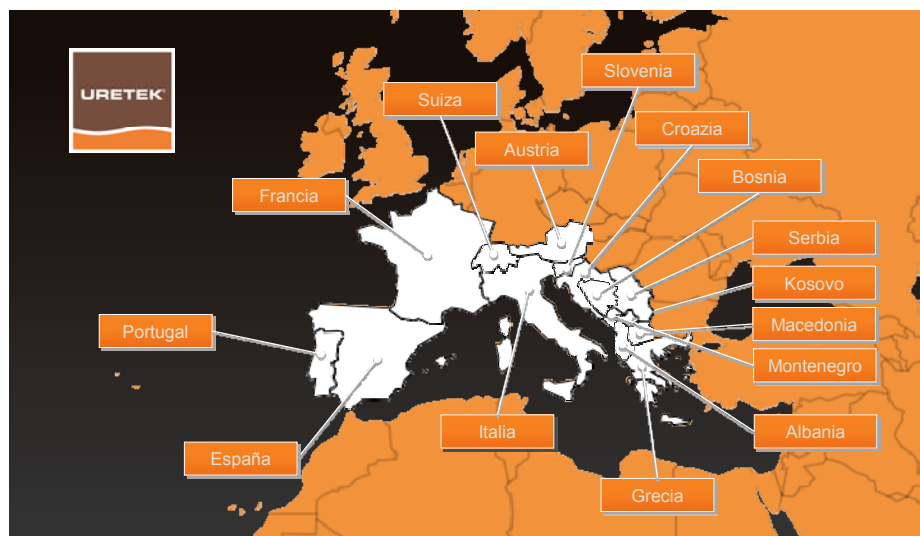 URETEK
Slovenia
Suiza
Croazia
Austria
Bosnia
Francia
Serbia
Kosovo
Macedonia
Portugal
Montenegro
Italia
Albania
España
Grecia